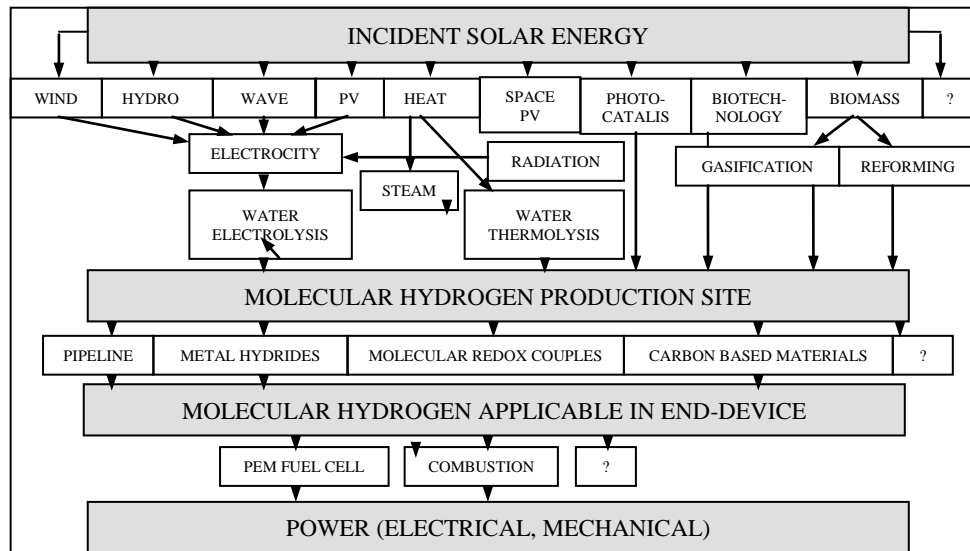 INCIDENT SOLAR ENERGY
WIND
HYDRO
WAVE
PV
HEAT
SPACE
PV
PHOTO-
CATALIS
BIOTECH-
NOLOGY
BIOMASS
?
ELECTROCITY
RADIATION
GASIFICATION
REFORMING
STEAM
WATER
ELECTROLYSIS
WATER
THERMOLYSIS
MOLECULAR HYDROGEN PRODUCTION SITE
PIPELINE
METAL HYDRIDES
MOLECULAR REDOX COUPLES
CARBON BASED MATERIALS
?
MOLECULAR HYDROGEN APPLICABLE IN END-DEVICE
PEM FUEL CELL
COMBUSTION
?
POWER (ELECTRICAL, MECHANICAL)